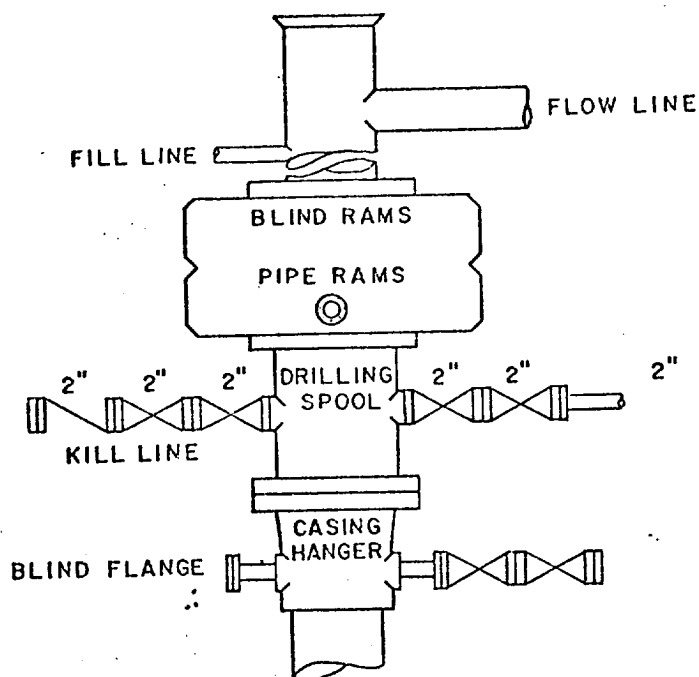 FLOW LINE
FILL LINE
BLIND RAMS
PIPE RAMS
2" 2" 2" DRILLING SPOOL 2" 2" 2"
KILL LINE
CASING
HANGER
BLIND FLANGE